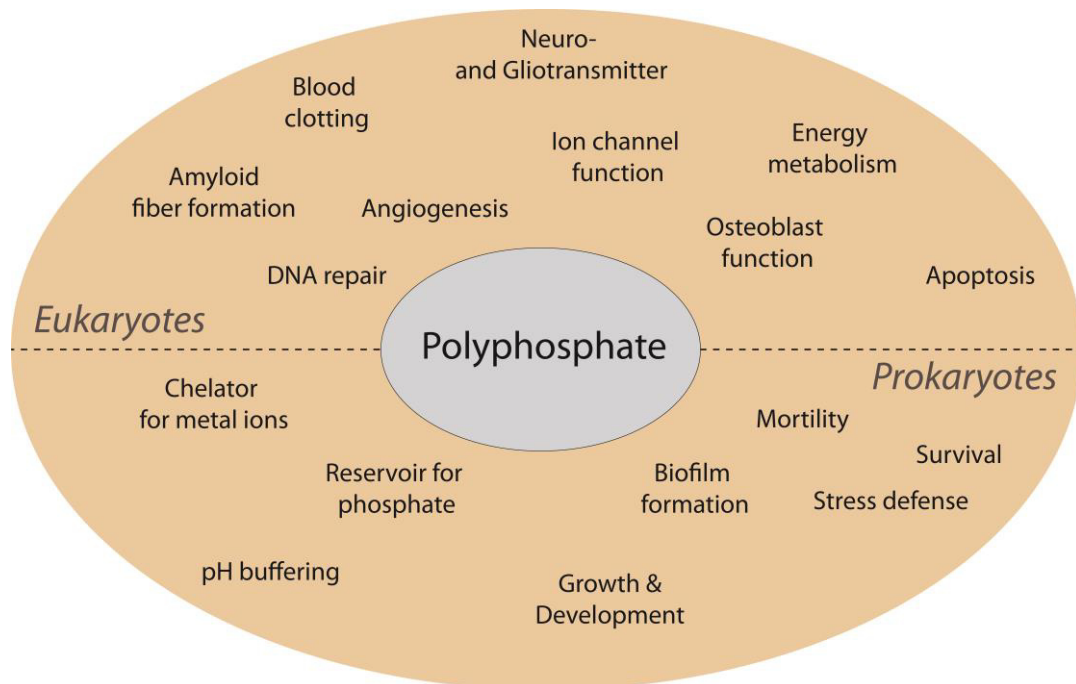 Neuro-
and Gliotransmitter
Blood
clotting
Ion channel
function
Energy
metabolism
Amyloid
fiber formation
Angiogenesis
Osteoblast
function
DNA repair
Apoptosis
Eukaryotes
Polyphosphate
Prokaryotes
Chelator
for metal ions
Mortility
Survival
Reservoir for
phosphate
Biofilm
formation
Stress defense
pH buffering
Growth &
Development